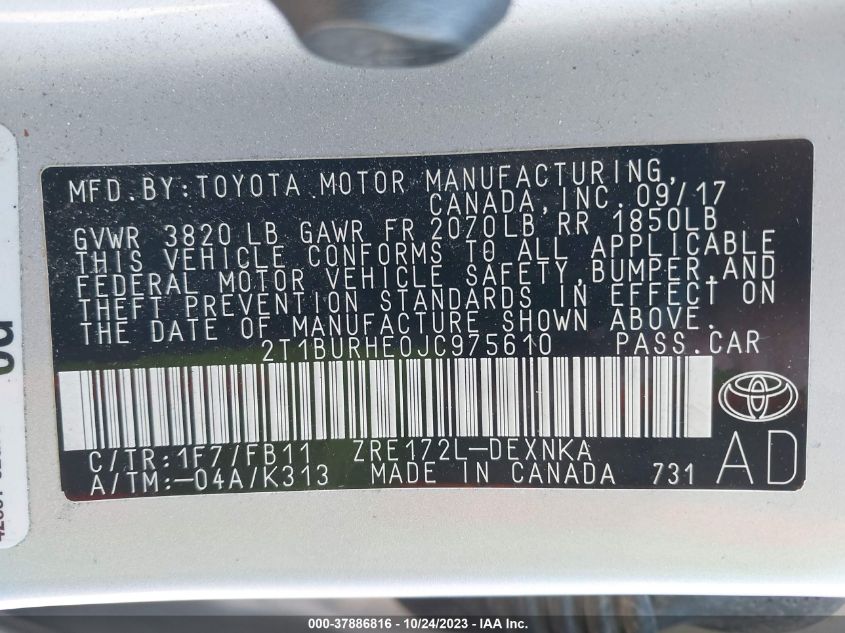 MFD.BY:TOYOTA MOTOR MANUFACTURING,
CANADA, INC. 09/17
GVWR 3820 LB GAWR FR 2070LB RR 1850LB
THIS VEHICLE CONFORMS TO ALL APPLICABLE
FEDERAL MOTOR VEHICLE SAFETY, BUMPER, AND
THEFT PREVENTION STANDARDS IN EFFECT ON
THE DATE OF MANUFACTURE SHOWN ABOVE.
2T1BURHE0JC975610 PASS.CAR
C/TR:1F7/FB11 ZRE172L-DEXNKA
A/TM:-04A/K313 MADE IN CANADA 731
AD
000-37886816 - 10/24/2023 - IAA Inc.